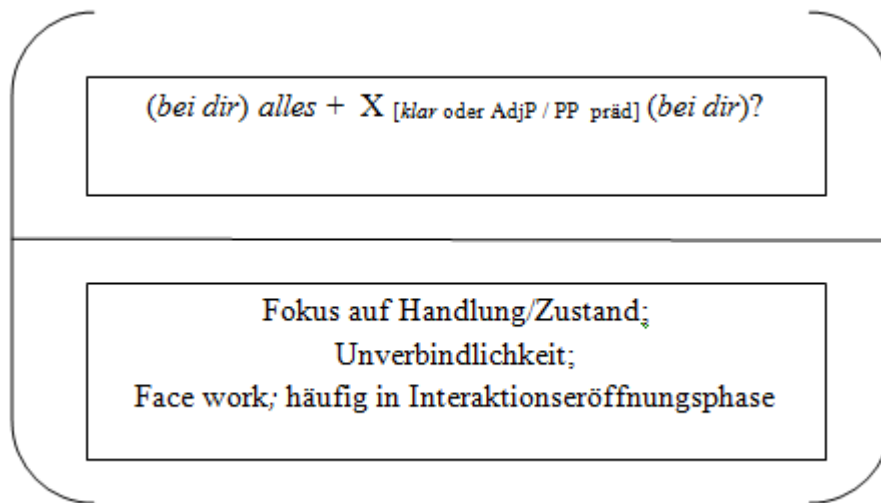 (bei dir) alles + X [klar oder AdjP / PP präd] (bei dir)?
Fokus auf Handlung/Zustand;
Unverbindlichkeit;
Face work; häufig in Interaktionseröffnungsphase